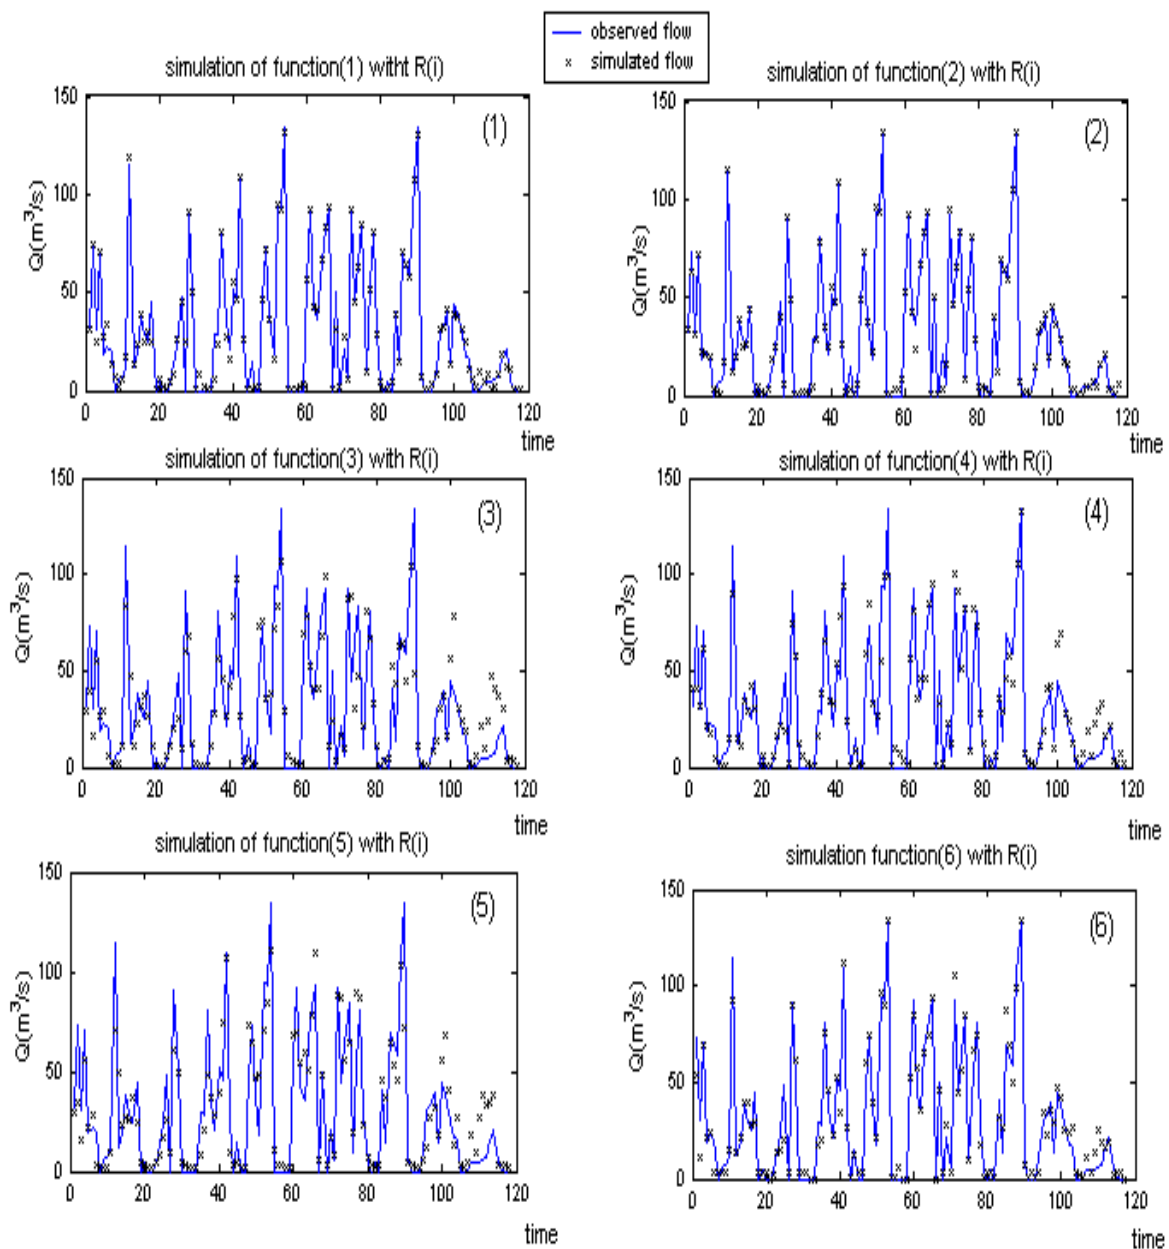 observed flow
simulated flow
simulation of function(1) witht R(i)
150
100
50
0
Q(m³/s)
(1)
0 20 40 60 80 100 120
time
simulation of function(2) with R(i)
150
100
50
0
Q(m³/s)
(2)
0 20 40 60 80 100 120
time
simulation of function(3) with R(i)
150
100
50
0
Q(m³/s)
(3)
0 20 40 60 80 100 120
time
simulation of function(4) with R(i)
150
100
50
0
Q(m³/s)
(4)
0 20 40 60 80 100 120
time
simulation of function(5) with R(i)
150
100
50
0
Q(m³/s)
(5)
0 20 40 60 80 100 120
time
simulation function(6) with R(i)
150
100
50
0
Q(m³/s)
(6)
0 20 40 60 80 100 120
time